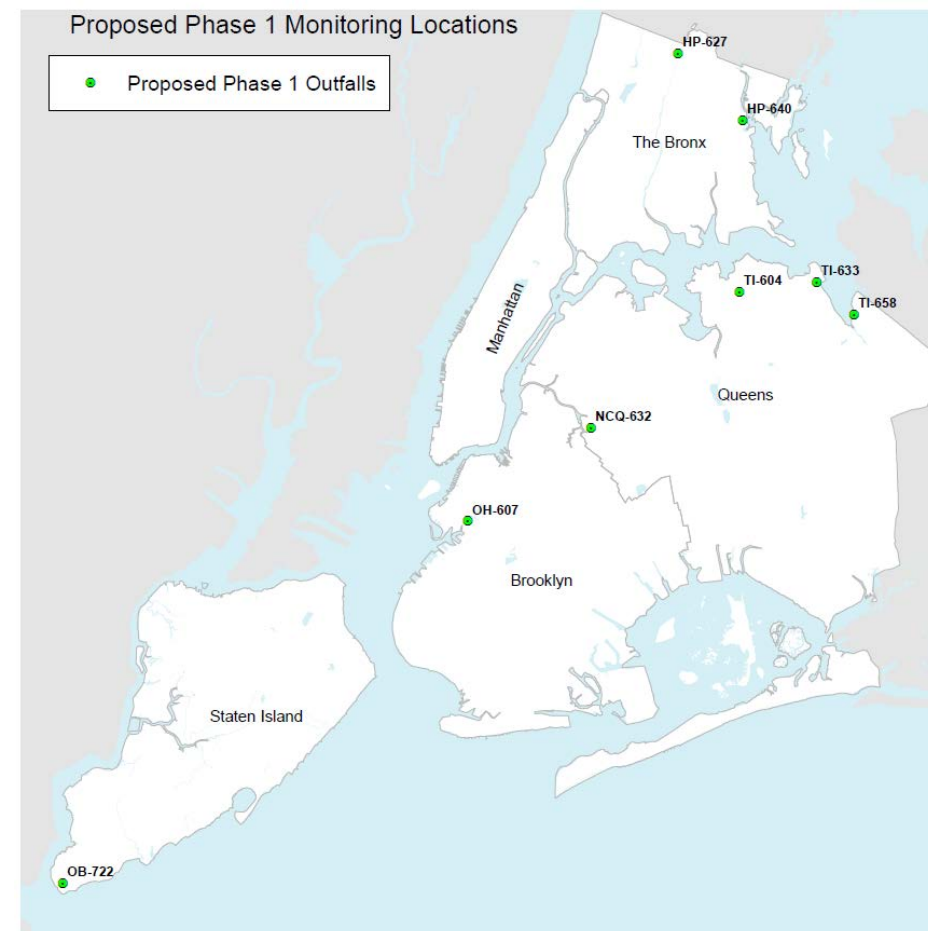 Proposed Phase 1 Monitoring Locations
Proposed Phase 1 Outfalls
HP-627
HP-640
The Bronx
TI-633
TI-604
TI-658
Manhattan
Queens
NCQ-632
OH-607
Brooklyn
Staten Island
OB-722